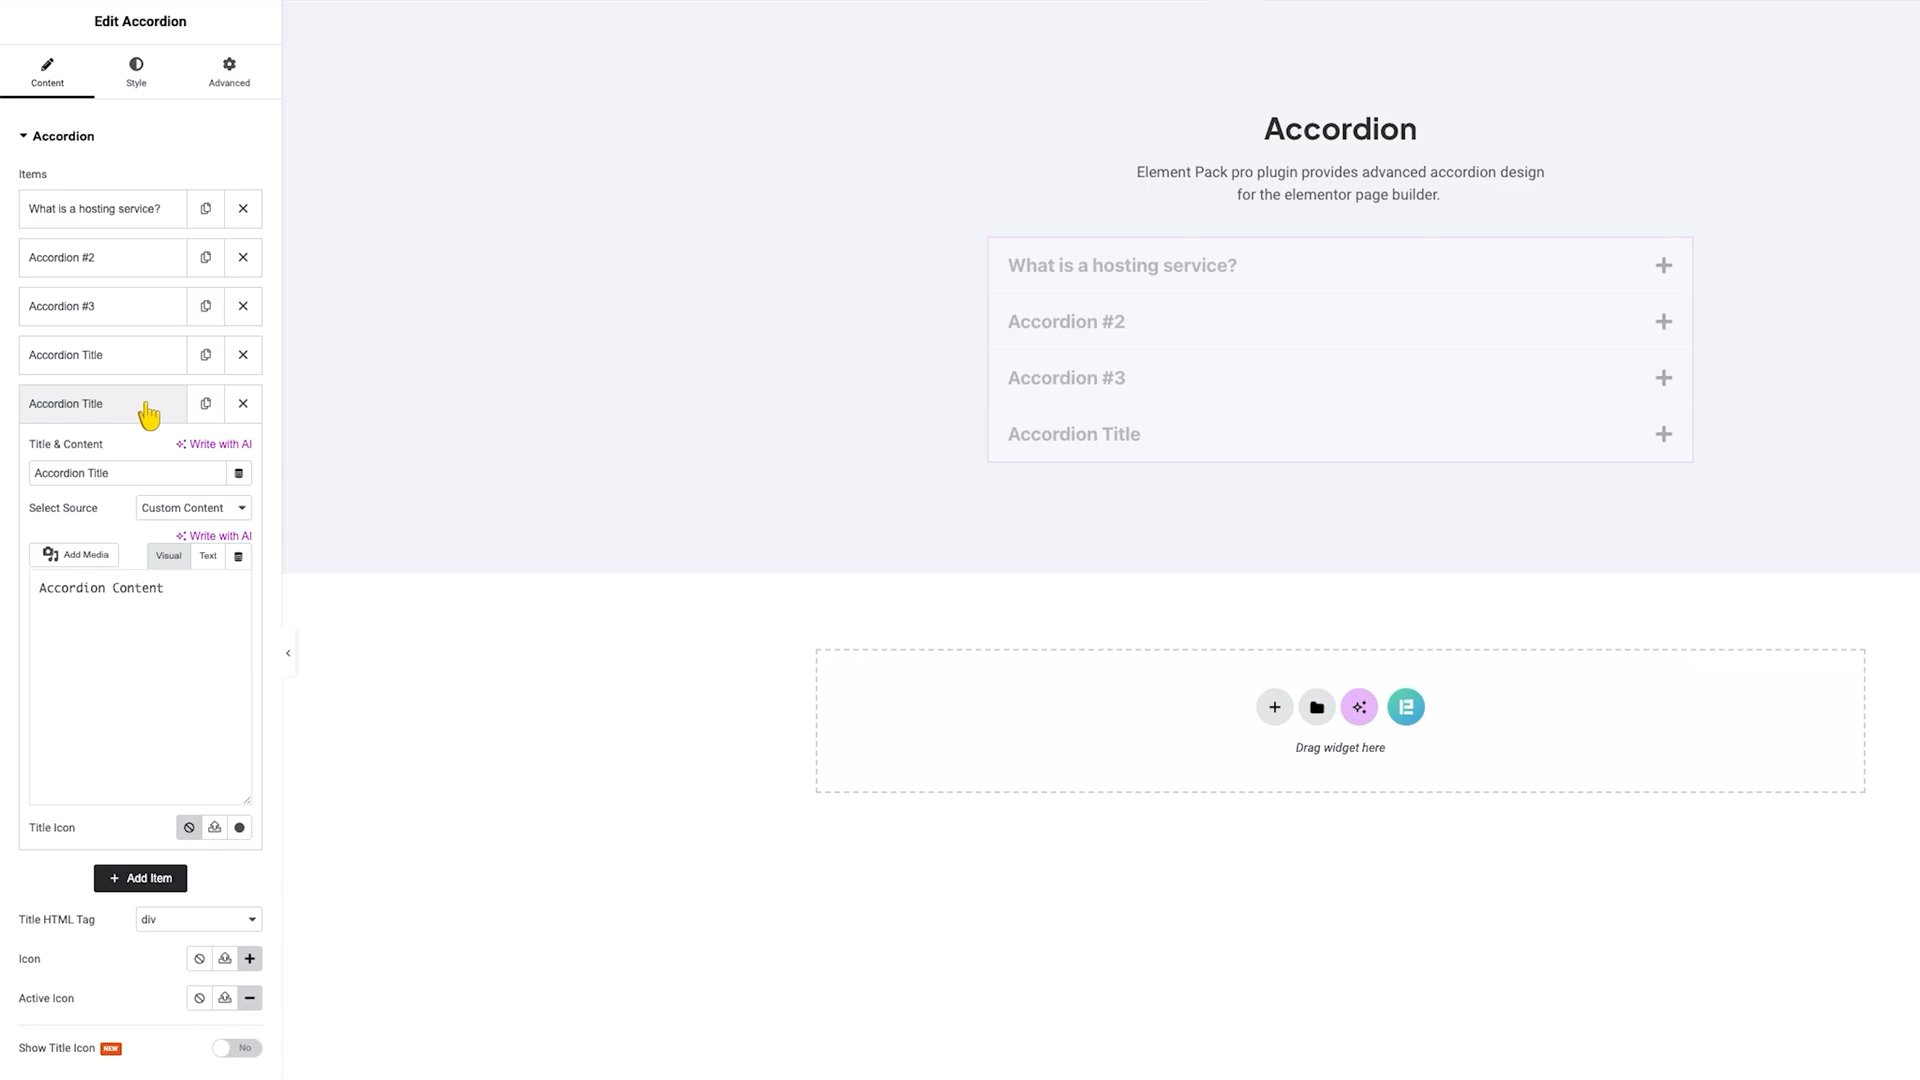 Edit Accordion
Content
Style
Advanced
Accordion
Items
What is a hosting service?
Accordion #2
Accordion #3
Accordion Title
Accordion Title
Title & Content
Write with AI
Accordion Title
Select Source
Custom Content
Write with AI
Add Media
Visual
Text
Accordion Content
Title Icon
+ Add Item
Title HTML Tag
div
Icon
Active Icon
Show Title Icon
NEW
No
Accordion
Element Pack pro plugin provides advanced accordion design
for the elementor page builder.
What is a hosting service?
Accordion #2
Accordion #3
Accordion Title
Drag widget here